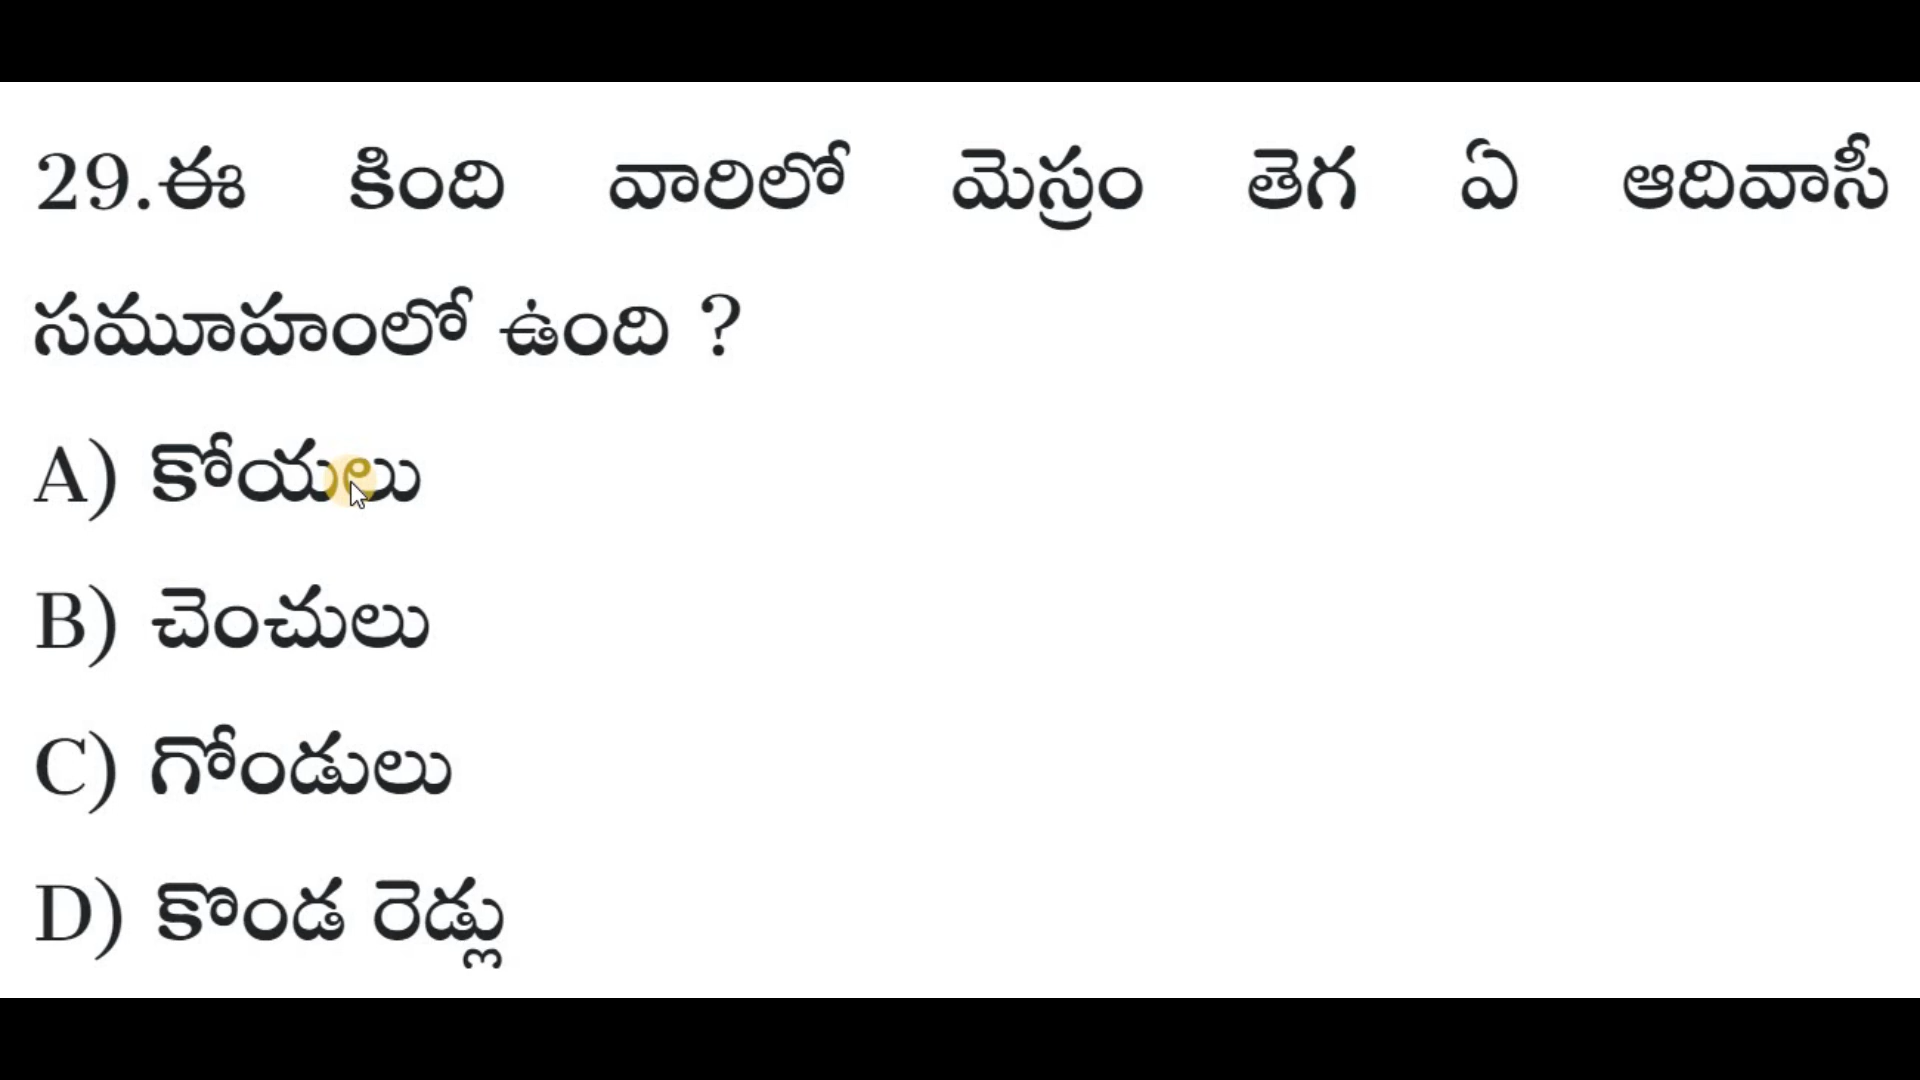 29.ఈ కింది వారిలో మెస్రం తెగ ఏ ఆదివాసీ
సమూహంలో ఉంది ?
A) కోయలు
B) చెంచులు
C) గోండులు
D) కొండ రెడ్లు